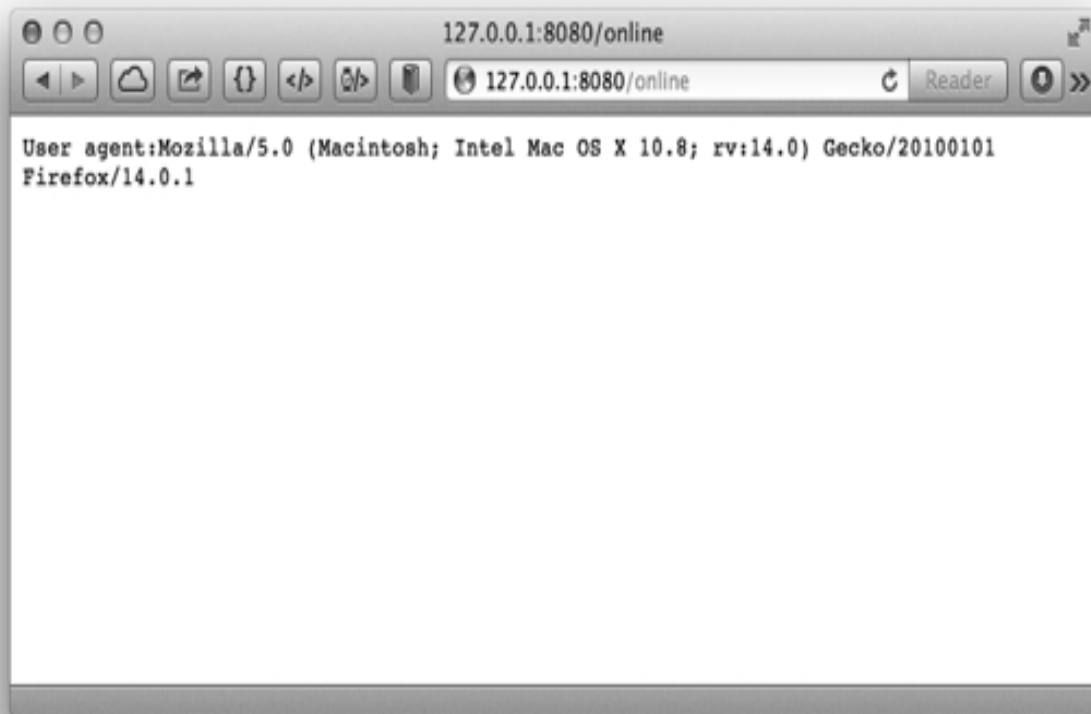 127.0.0.1:8080/online
{} </> 127.0.0.1:8080/online Reader
User agent:Mozilla/5.0 (Macintosh; Intel Mac OS X 10.8; rv:14.0) Gecko/20100101
Firefox/14.0.1